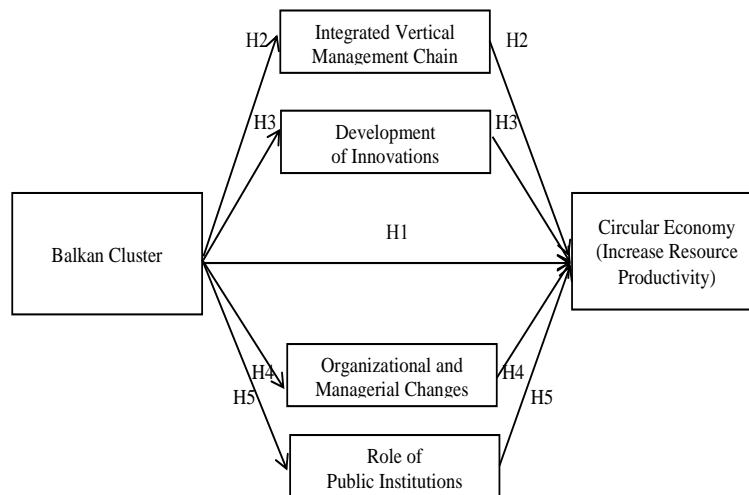 Integrated Vertical
Management Chain
H2
H2
H3
Development
of Innovations
H3
Balkan Cluster
H1
Circular Economy
(Increase Resource
Productivity)
Organizational and
Managerial Changes
H4
H4
H5
H5
Role of
Public Institutions